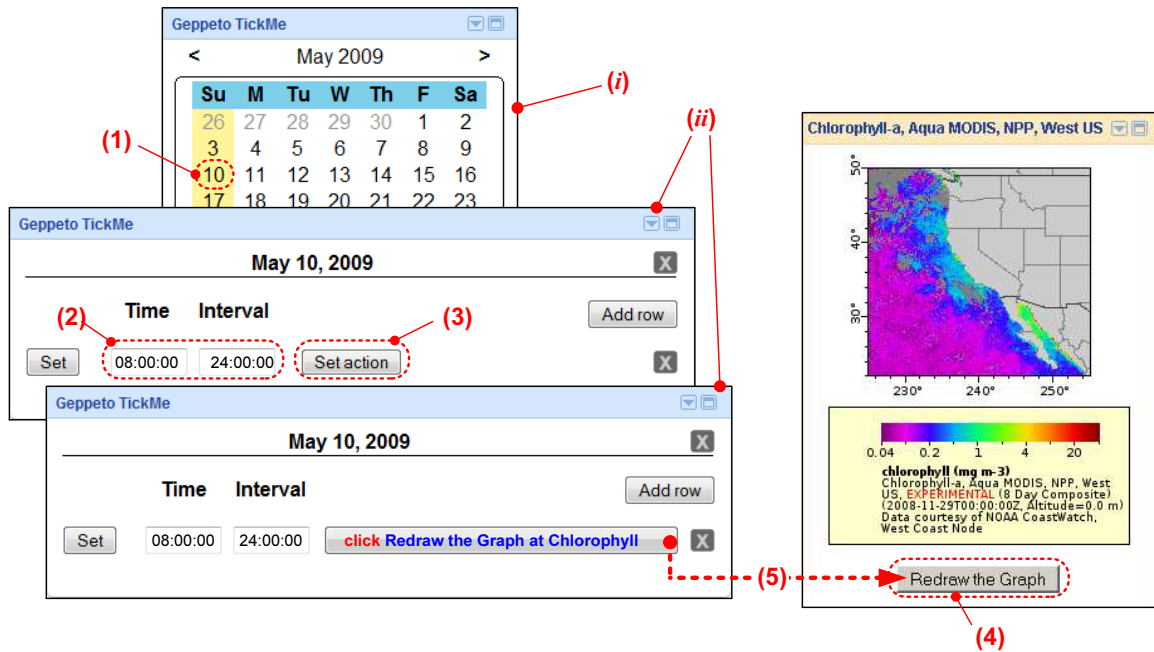 Geppeto TickMe
< May 2009 >
Su M Tu W Th F Sa
26 27 28 29 30 1 2
3 4 5 6 7 8 9
10 11 12 13 14 15 16
17 18 19 20 21 22 23
(1)
(i)
(ii)
Geppeto TickMe
May 10, 2009
X
Time Interval
Add row
(2)
(3)
Set 08:00:00 24:00:00 Set action X
Geppeto TickMe
May 10, 2009
X
Time Interval
Add row
Set 08:00:00 24:00:00 click Redraw the Graph at Chlorophyll X
(5)
Chlorophyll-a, Aqua MODIS, NPP, West US
50°
40°
30°
230° 240° 250°
0.04 0.2 1 4 20
chlorophyll (mg m-3)
Chlorophyll-a, Aqua MODIS, NPP, West
US, EXPERIMENTAL (8 Day Composite)
(2008-11-29T00:00:00Z, Altitude=0.0 m)
Data courtesy of NOAA CoastWatch,
West Coast Node
Redraw the Graph
(4)